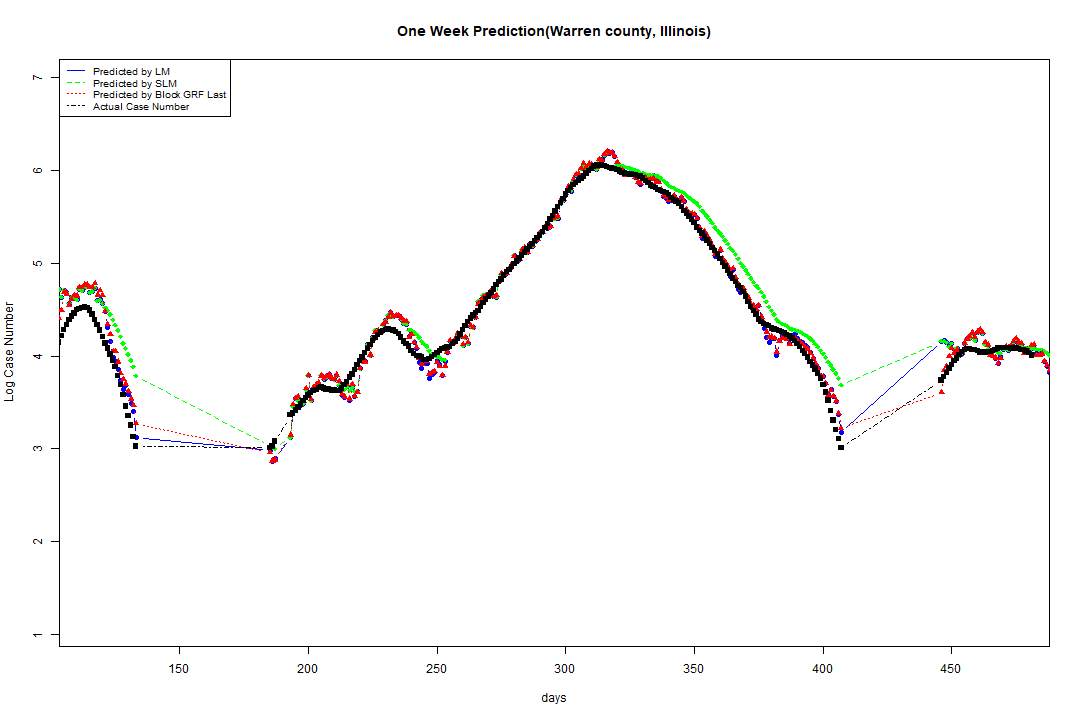 One Week Prediction(Warren county, Illinois)
Predicted by LM
Predicted by SLM
Predicted by Block GRF Last
Actual Case Number
7
6
5
4
3
2
1
Log Case Number
150 200 250 300 350 400 450
days